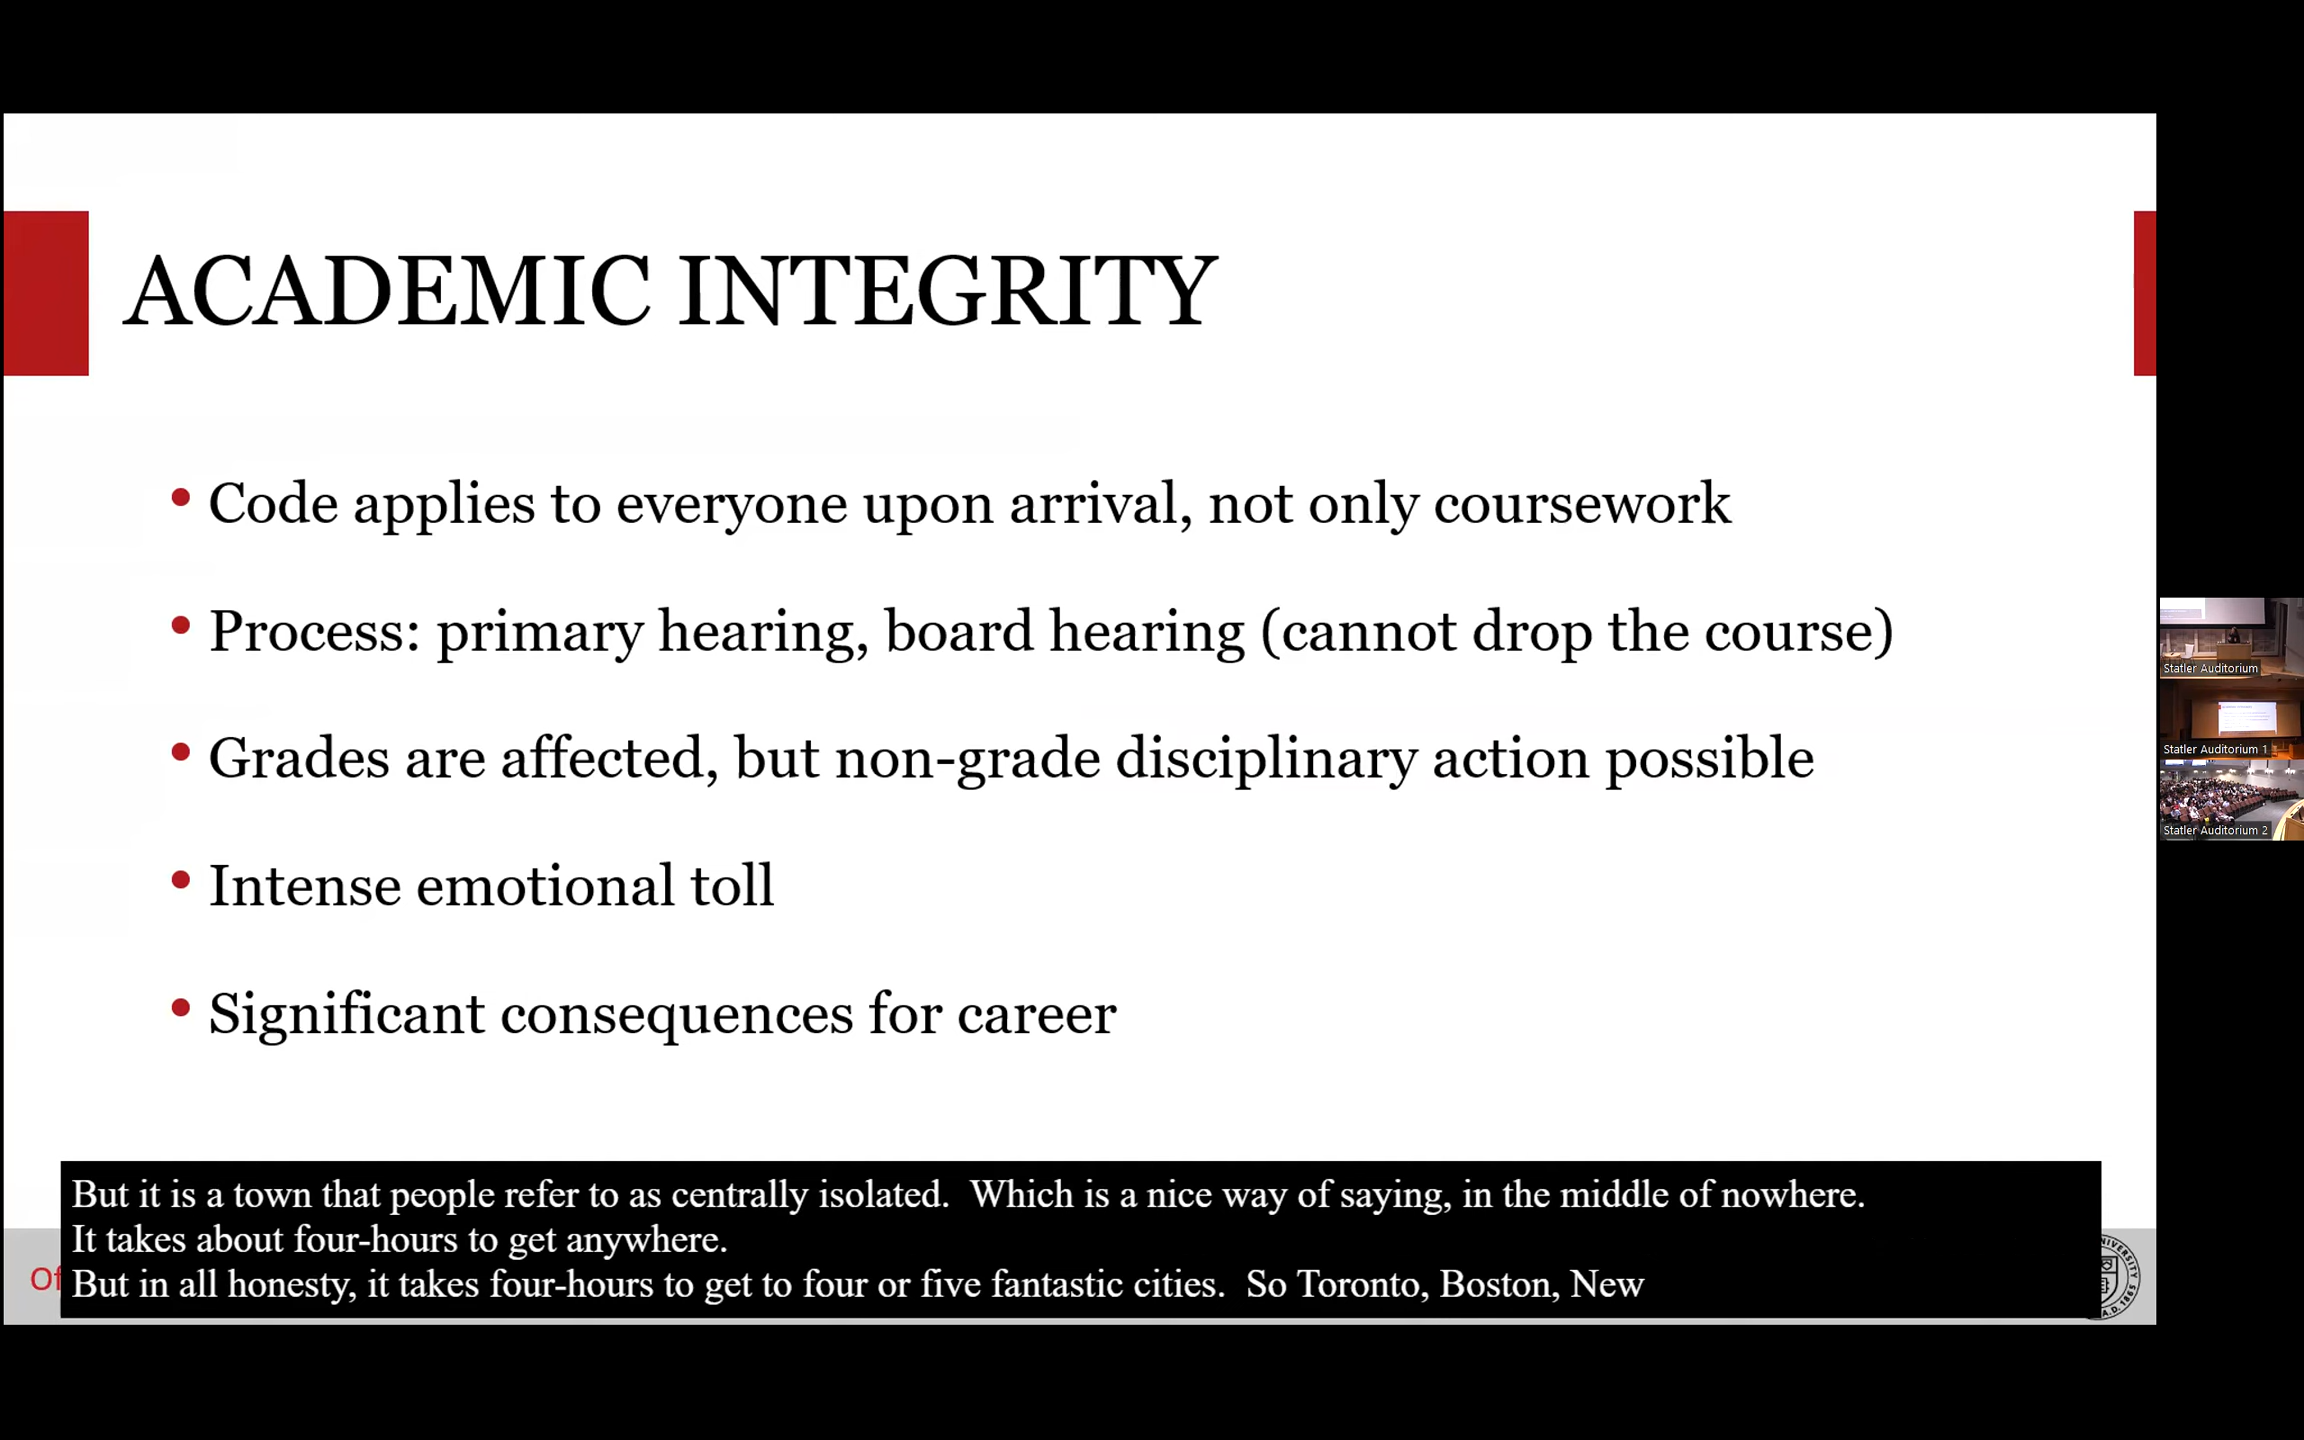 ACADEMIC INTEGRITY
• Code applies to everyone upon arrival, not only coursework
• Process: primary hearing, board hearing (cannot drop the course)
• Grades are affected, but non-grade disciplinary action possible
• Intense emotional toll
• Significant consequences for career
But it is a town that people refer to as centrally isolated.  Which is a nice way of saying, in the middle of nowhere.
It takes about four-hours to get anywhere.
But in all honesty, it takes four-hours to get to four or five fantastic cities.  So Toronto, Boston, New
Statler Auditorium
Statler Auditorium 1
Statler Auditorium 2